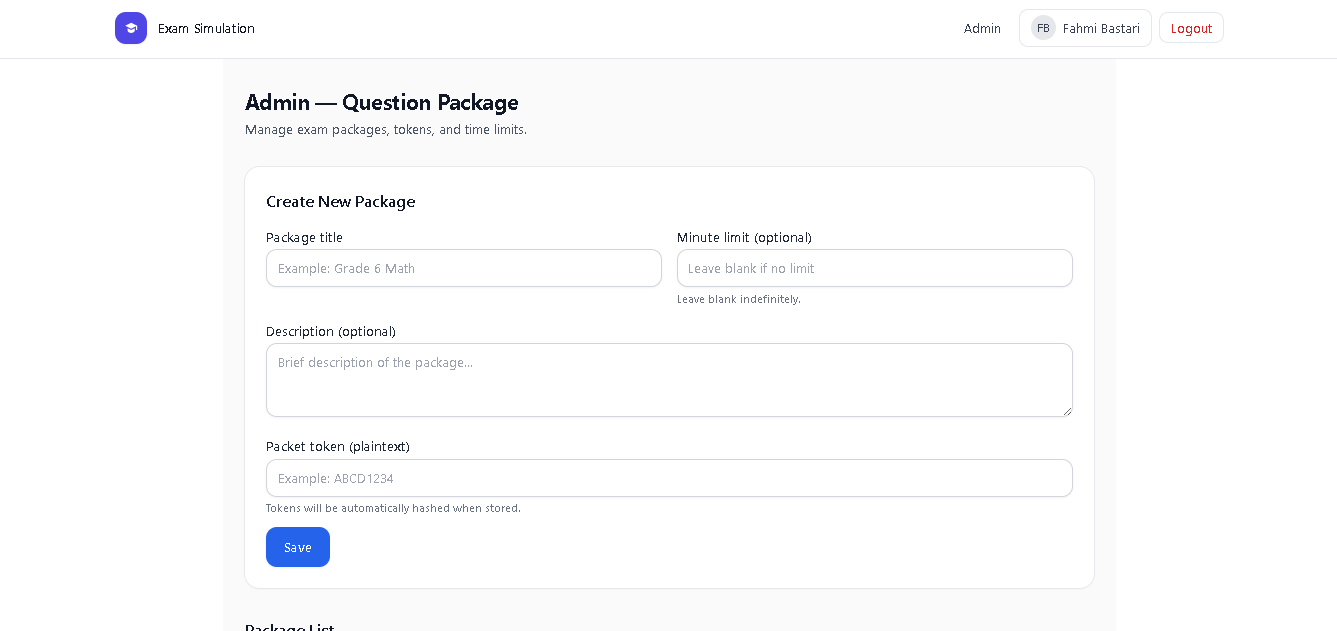 Exam Simulation
Admin
FB
Fahmi Bastari
Logout
Admin — Question Package
Manage exam packages, tokens, and time limits.
Create New Package
Package title
Minute limit (optional)
Example: Grade 6 Math
Leave blank if no limit
Leave blank indefinitely.
Description (optional)
Brief description of the package...
Packet token (plaintext)
Example: ABCD1234
Tokens will be automatically hashed when stored.
Save
Package List